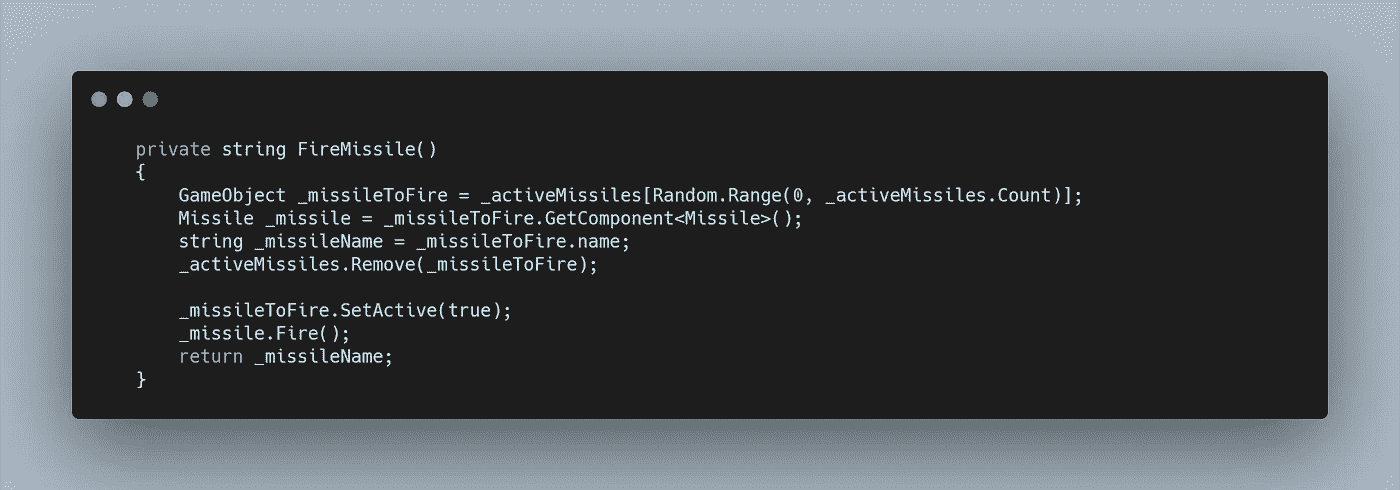 private string FireMissile()
{
    GameObject _missileToFire = _activeMissiles[Random.Range(0, _activeMissiles.Count)];
    Missile _missile = _missileToFire.GetComponent<Missile>();
    string _missileName = _missileToFire.name;
    _activeMissiles.Remove(_missileToFire);

    _missileToFire.SetActive(true);
    _missile.Fire();
    return _missileName;
}